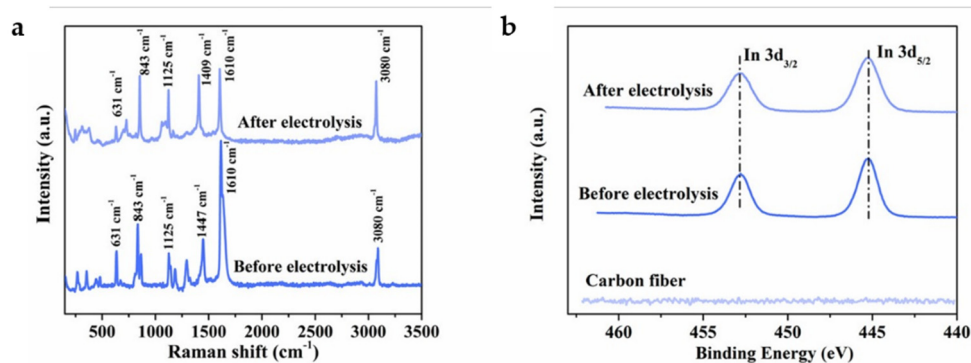 a
Intensity (a.u.)
631 cm⁻¹
843 cm⁻¹
1125 cm⁻¹
1409 cm⁻¹
1610 cm⁻¹
3080 cm⁻¹
After electrolysis
631 cm⁻¹
843 cm⁻¹
1125 cm⁻¹
1447 cm⁻¹
1610 cm⁻¹
3080 cm⁻¹
Before electrolysis
500 1000 1500 2000 2500 3000 3500
Raman shift (cm⁻¹)
b
Intensity (a.u.)
In 3d₃/₂
In 3d₅/₂
After electrolysis
Before electrolysis
Carbon fiber
460 455 450 445 440
Binding Energy (eV)